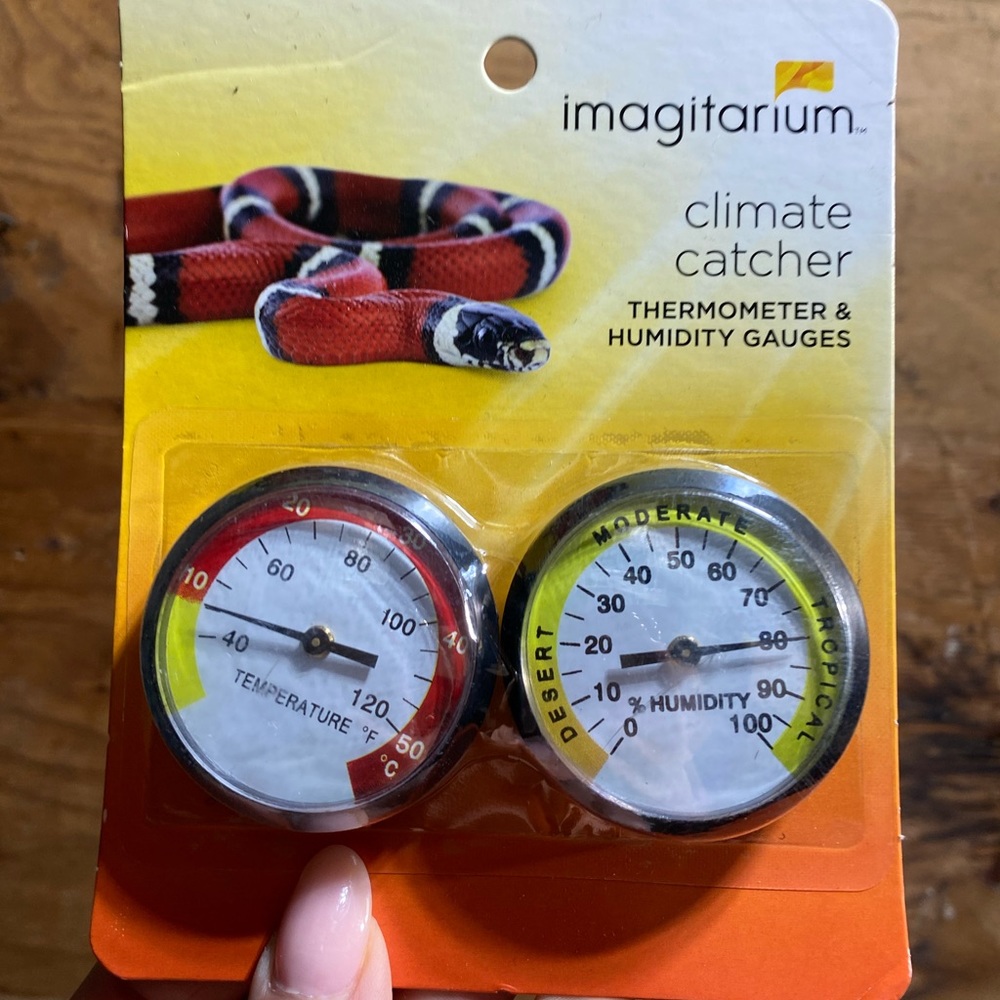 imagitarium™
climate
catcher
THERMOMETER &
HUMIDITY GAUGES
10 20 30 40 50 °C
40 60 80 100 120
TEMPERATURE °F
DESERT MODERATE TROPICAL
0 10 20 30 40 50 60 70 80 90 100
% HUMIDITY